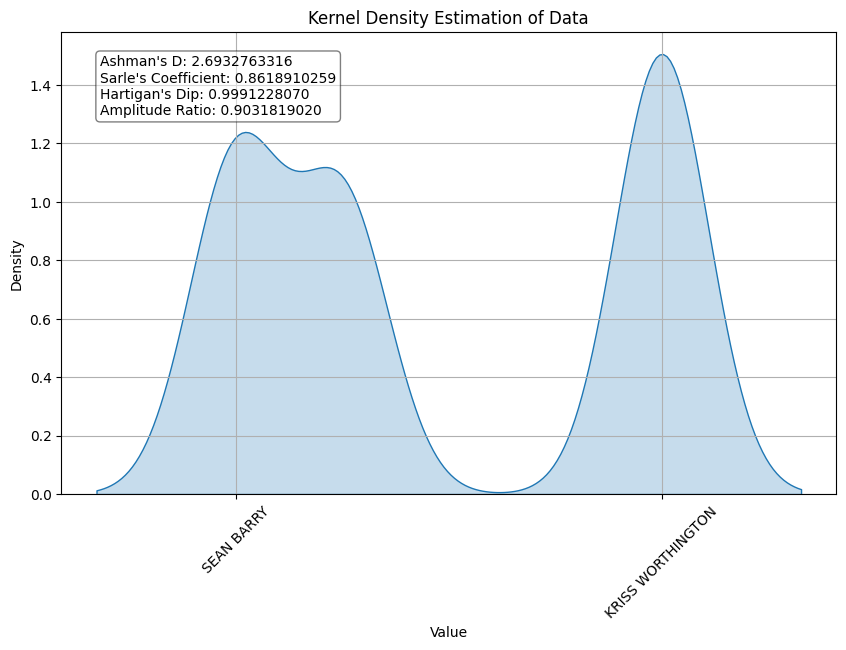 Kernel Density Estimation of Data
Ashman's D: 2.6932763316
Sarle's Coefficient: 0.8618910259
Hartigan's Dip: 0.9991228070
Amplitude Ratio: 0.9031819020
1.4
1.2
1.0
0.8
0.6
0.4
0.2
0.0
Density
SEAN BARRY
KRISS WORTHINGTON
Value